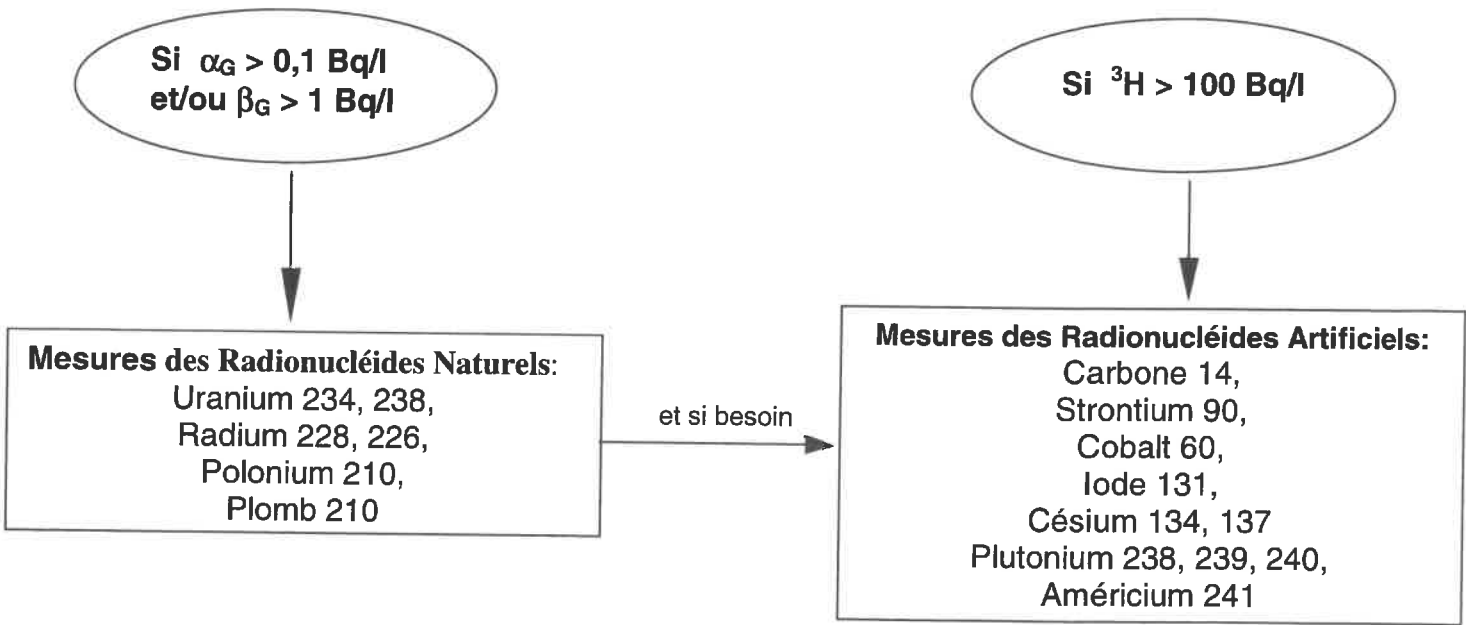 Si α_G > 0,1 Bq/l
et/ou β_G > 1 Bq/l
Si ³H > 100 Bq/l
Mesures des Radionucléides Naturels:
Uranium 234, 238,
Radium 228, 226,
Polonium 210,
Plomb 210
et si besoin
Mesures des Radionucléides Artificiels:
Carbone 14,
Strontium 90,
Cobalt 60,
Iode 131,
Césium 134, 137
Plutonium 238, 239, 240,
Américium 241